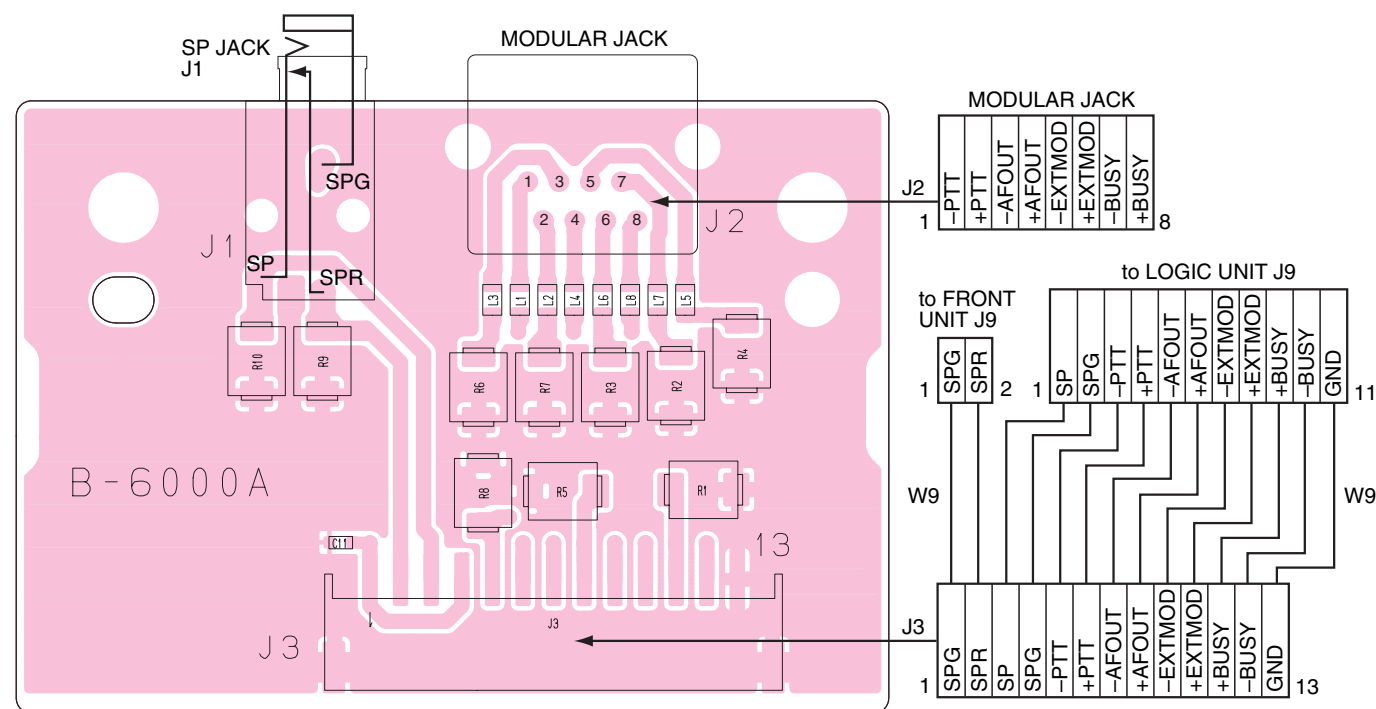 SP JACK
J1
MODULAR JACK
SPG
J1
SP
SPR
1 3 5 7
2 4 6 8
J2
L3 L1 L2 L4 L6 L8 L7 L5
R10 R9 R6 R7 R3 R2 R4
B-6000A
R8 R5 R1
C11
13
J3
J3
MODULAR JACK
J2
1
−PTT
+PTT
−AFOUT
+AFOUT
−EXTMOD
+EXTMOD
−BUSY
+BUSY
8
to FRONT
UNIT J9
1
SPG
SPR
2
to LOGIC UNIT J9
1
SP
SPG
−PTT
+PTT
−AFOUT
+AFOUT
−EXTMOD
+EXTMOD
+BUSY
−BUSY
GND
11
W9
W9
J3
1
SPG
SPR
SP
SPG
−PTT
+PTT
−AFOUT
+AFOUT
−EXTMOD
+EXTMOD
+BUSY
−BUSY
GND
13